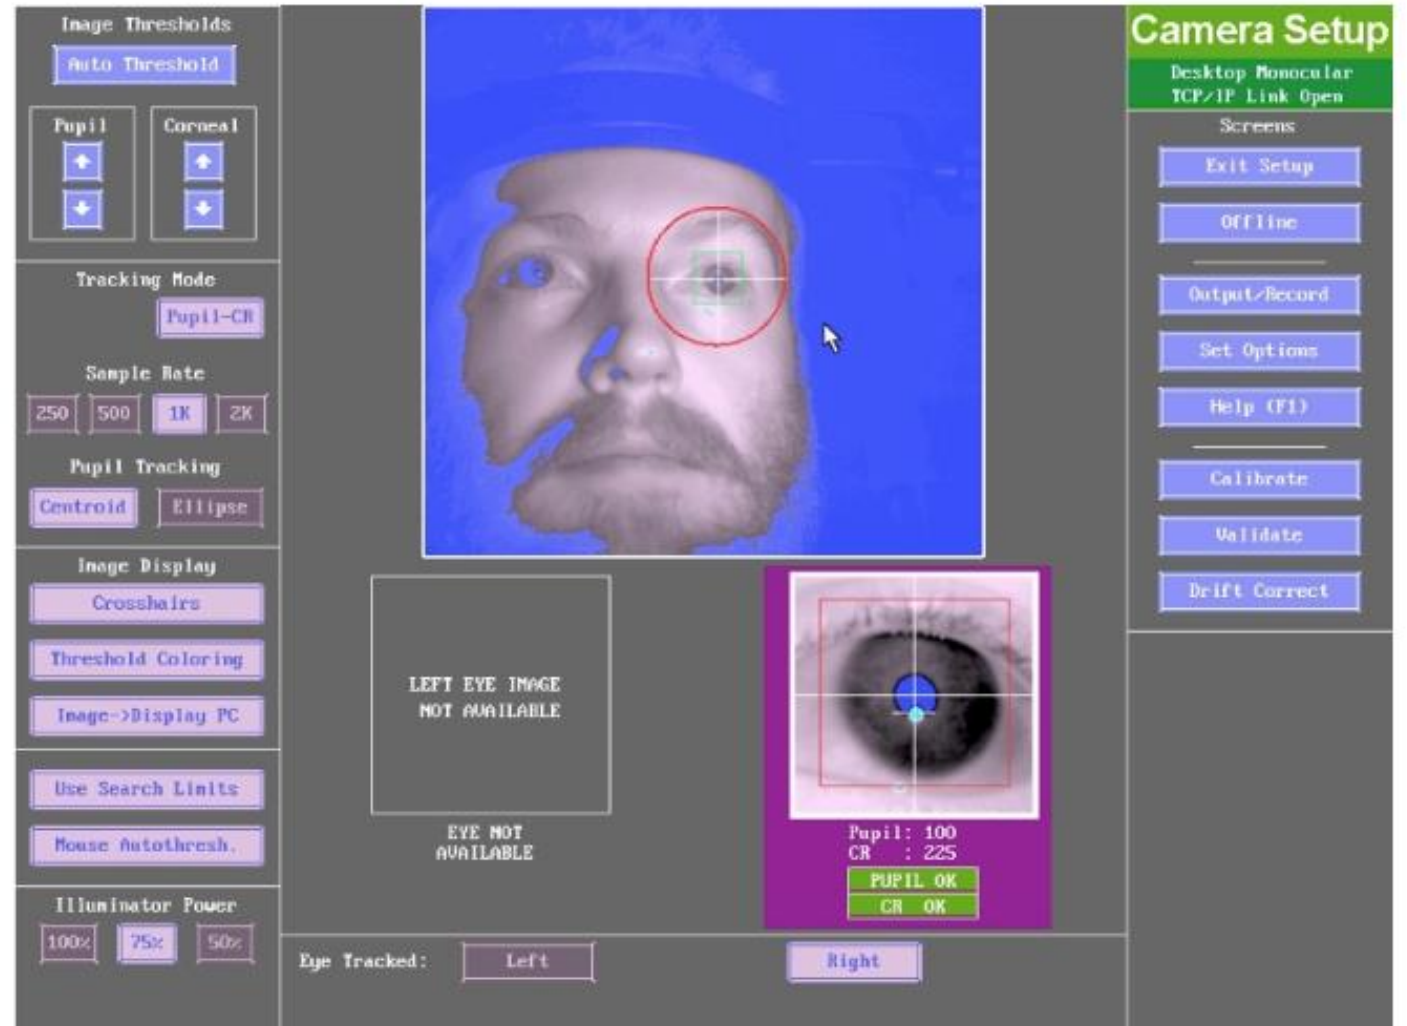 Image Thresholds
Auto Threshold
Pupil
Corneal
Tracking Mode
Pupil-CR
Sample Rate
250 500 1K 2K
Pupil Tracking
Centroid Ellipse
Image Display
Crosshairs
Threshold Coloring
Image->Display PC
Use Search Limits
Mouse Autothresh.
Illuminator Power
100% 75% 50%
LEFT EYE IMAGE
NOT AVAILABLE
EYE NOT
AVAILABLE
Pupil: 100
CR : 225
PUPIL OK
CR OK
Eye Tracked: Left Right
Camera Setup
Desktop Monocular
TCP/IP Link Open
Screens
Exit Setup
Offline
Output/Record
Set Options
Help (F1)
Calibrate
Validate
Drift Correct